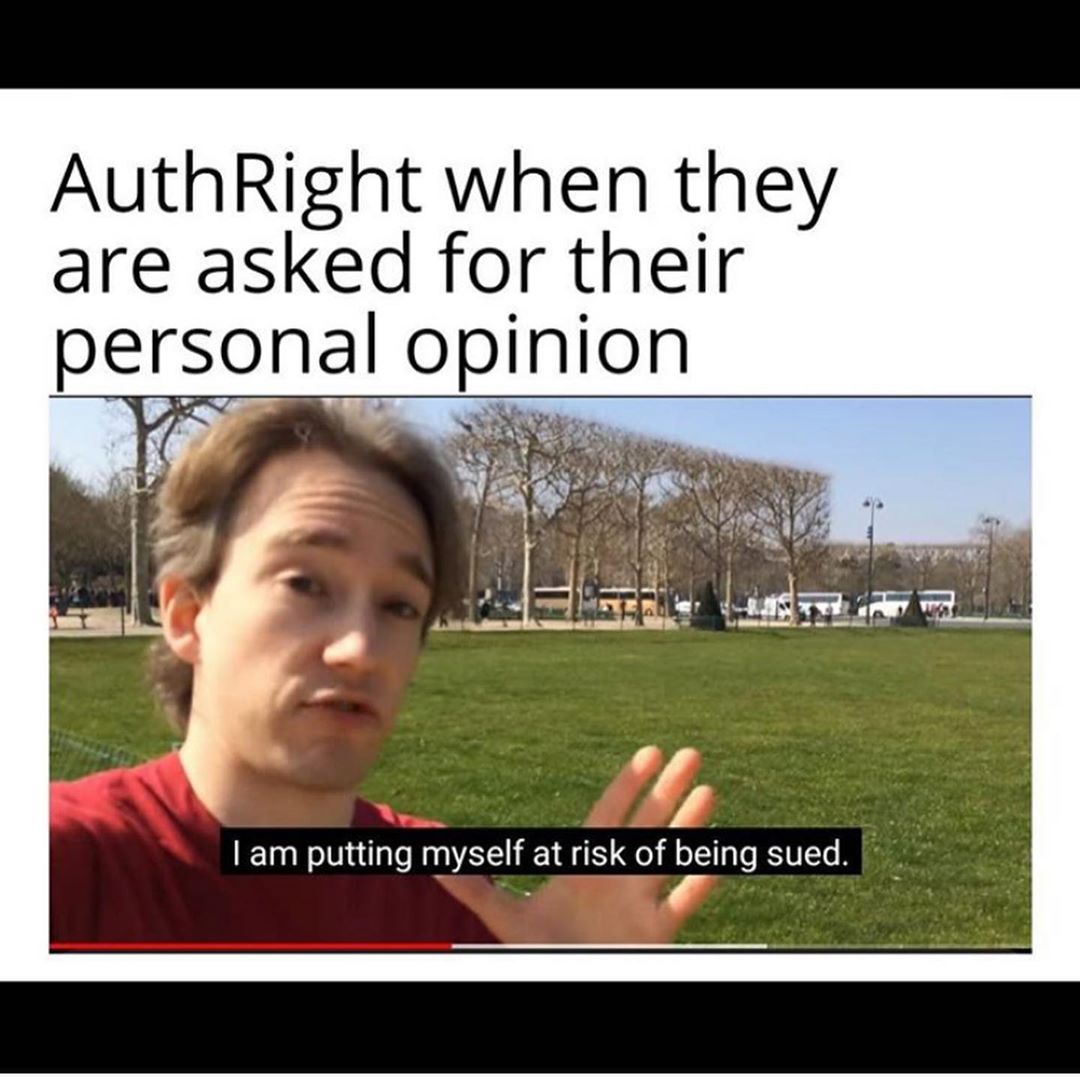 AuthRight when they
are asked for their
personal opinion
I am putting myself at risk of being sued.